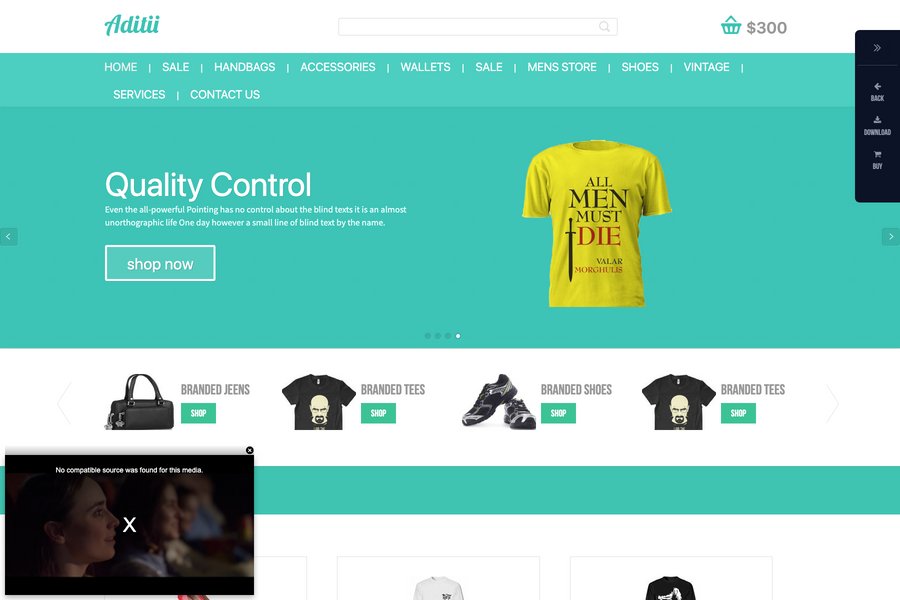 Aditii
$300
HOME | SALE | HANDBAGS | ACCESSORIES | WALLETS | SALE | MENS STORE | SHOES | VINTAGE |
SERVICES | CONTACT US
BACK
DOWNLOAD
BUY
Quality Control
Even the all-powerful Pointing has no control about the blind texts it is an almost
unorthographic life One day however a small line of blind text by the name.
shop now
ALL
MEN
MUST
DIE
VALAR
MORGHULIS
BRANDED JEENS
SHOP
BRANDED TEES
SHOP
BRANDED SHOES
SHOP
BRANDED TEES
SHOP
No compatible source was found for this media.
X